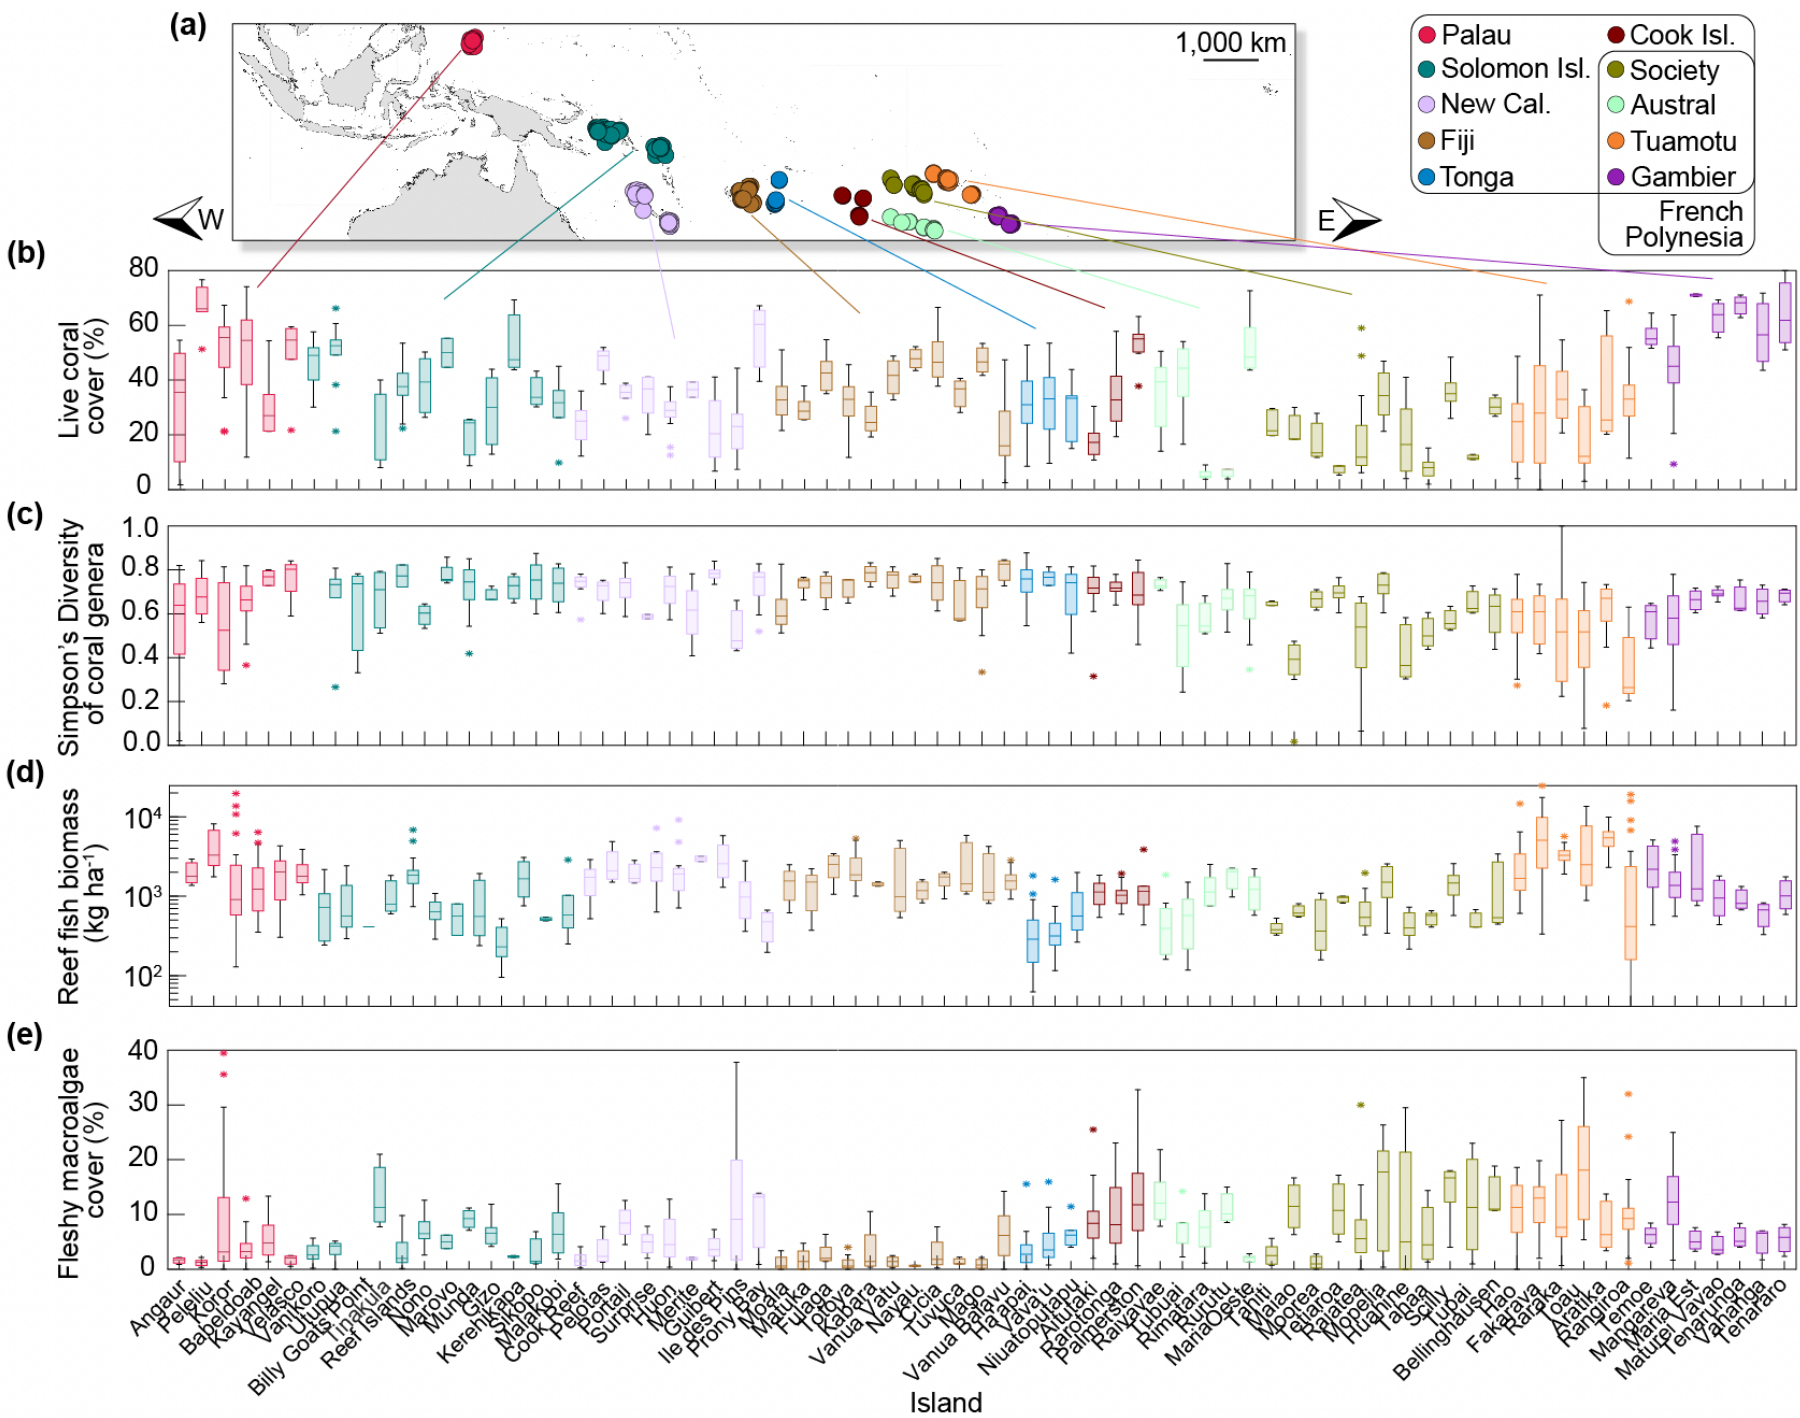 (a)
1,000 km
W
E
Palau
Solomon Isl.
New Cal.
Fiji
Tonga
Cook Isl.
Society
Austral
Tuamotu
Gambier
French
Polynesia
(b)
Live coral
cover (%)
80
60
40
20
0
(c)
Simpson's Diversity
of coral genera
1.0
0.8
0.6
0.4
0.2
0.0
(d)
Reef fish biomass
(kg ha⁻¹)
10⁴
10³
10²
(e)
Fleshy macroalgae
cover (%)
40
30
20
10
0
Angaur
Peleliu
Koror
Babeldoab
Kayangel
Velasco
Vanikoro
Utupua
Billy Goats Point
Tinakula
Reef Islands
Nono
Marovo
Munda
Gizo
Kerehikapa
Sikopo
Malakobi
Cook Reef
Pelotas
Portail
Surprise
Huon
Merite
Guilbert
Ile des Pins
Prony Bay
Moala
Matuka
Fulaga
Totoya
Kabara
Vanua Vatu
Nayau
Cicia
Tuvuca
Mago
Vanua Balavu
Ha'apai
Vava'u
Niuatoputapu
Aitutaki
Rarotonga
Palmerston
Raivavae
Tubuai
Rimatara
Rurutu
MariaOeste
Tahiti
Maiao
Moorea
Tetiaroa
Raiatea
Mopelia
Huahine
Tahaa
Scilly
Tupai
Bellinghausen
Hao
Fakarava
Raraka
Toau
Aratika
Rangiroa
Temoe
Mangareva
Maria Est
Maturei Vavao
Tenarunga
Vahanga
Tenararo
Island